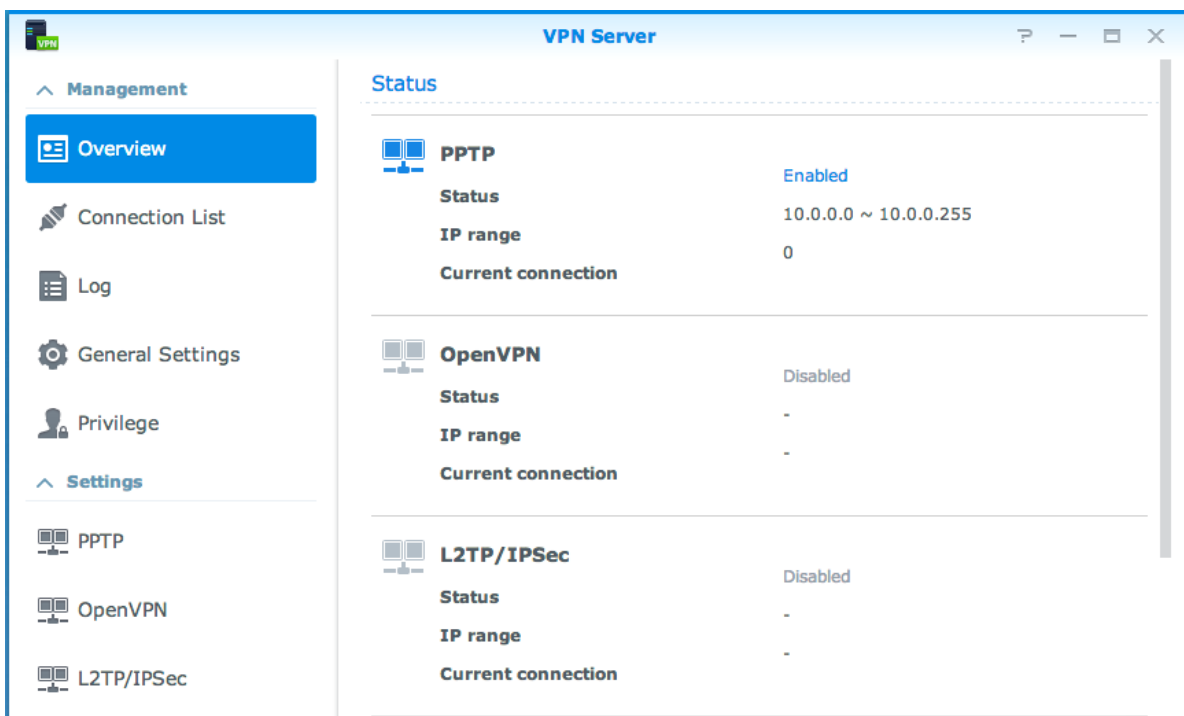 VPN
VPN Server
Management
Overview
Connection List
Log
General Settings
Privilege
Settings
PPTP
OpenVPN
L2TP/IPSec
Status
PPTP
Status Enabled
IP range 10.0.0.0 ~ 10.0.0.255
Current connection 0
OpenVPN
Status Disabled
IP range -
Current connection -
L2TP/IPSec
Status Disabled
IP range -
Current connection -